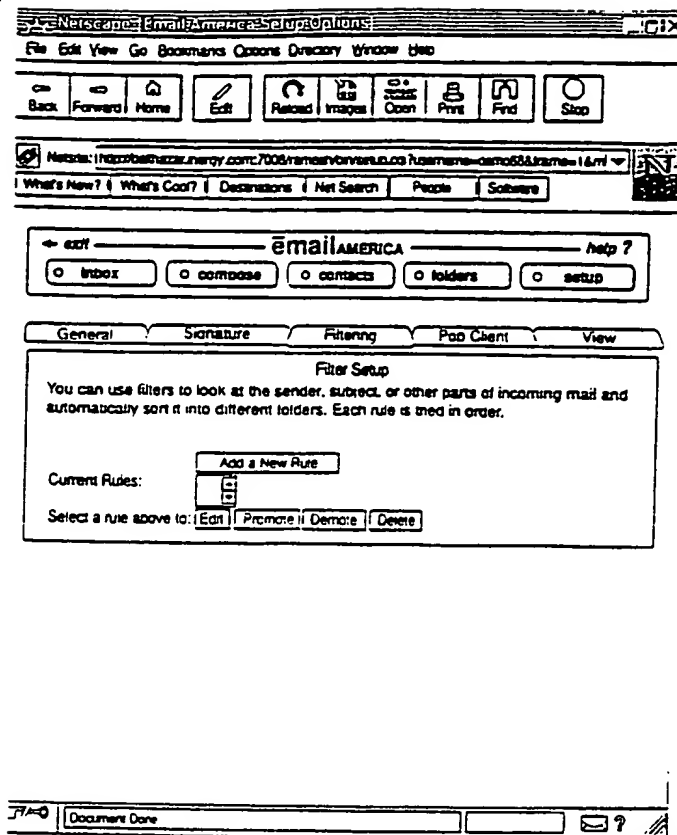 Netscape: [Email America Setup Options]
File Edit View Go Bookmarks Options Directory Window Help
Back Forward Home Edit Reload Images Open Print Find Stop
Netsite:
What's New? What's Cool? Destinations Net Search People Software
← exit ēmailAMERICA help ?
inbox compose contacts folders setup
General Signature Filtering Pop Client View
Filter Setup
You can use filters to look at the sender, subject, or other parts of incoming mail and
automatically sort it into different folders. Each rule is tried in order.
Add a New Rule
Current Rules:
Select a rule above to: Edit Promote Demote Delete
Document Done
?